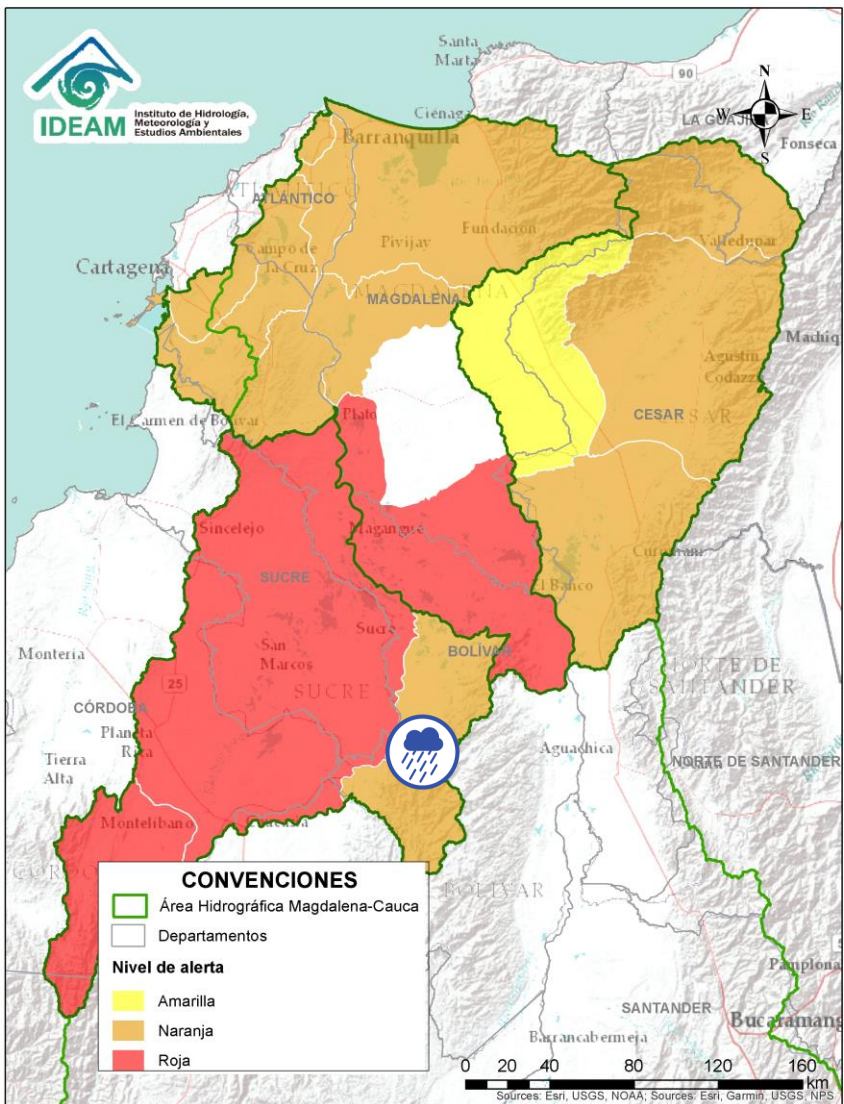 IDEAM
Instituto de Hidrología,
Meteorología y
Estudios Ambientales
Santa
Marta
90
N
W
E
S
LA GUAJI
Fonseca
Ciénaga
Barranquilla
ATLÁNTICO
Cartagena
Campo de
la Cruz
Pivijay
Fundación
Valledupar
MAGDALENA
Agustín
Codazzi
CESAR
El Carmen de Bolívar
Plato
Sincelejo
Magangué
SUCRE
El Banco
Sucre
San
Marcos
SUCRE
BOLÍVAR
Montería
25
CÓRDOBA
Planeta
Rica
Tierra
Alta
Aguachica
NORTE DE
SANTANDER
NORTE DE SANTANDER
Montelíbano
BOLÍVAR
CONVENCIONES
Área Hidrográfica Magdalena-Cauca
Departamentos
Nivel de alerta
Amarilla
Naranja
Roja
Pamplona
SANTANDER
Bucaramang
Barrancabermeja
0 20 40 80 120 160
km
Sources: Esri, USGS, NOAA; Sources: Esri, Garmin, USGS, NPS